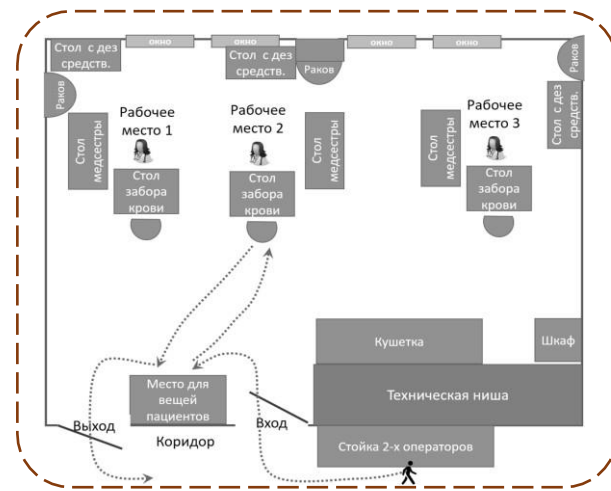 окно
окно
окно
окно
Стол с дез
средств.
Стол с дез
средств.
Раков
Раков
Раков
Стол с дез
средств.
Рабочее
место 1
Рабочее
место 2
Рабочее
место 3
Стол
медсестры
Стол
медсестры
Стол
медсестры
Стол
забора
крови
Стол
забора
крови
Стол
забора
крови
Кушетка
Шкаф
Место для
вещей
пациентов
Техническая ниша
Выход
Вход
Коридор
Стойка 2-х операторов